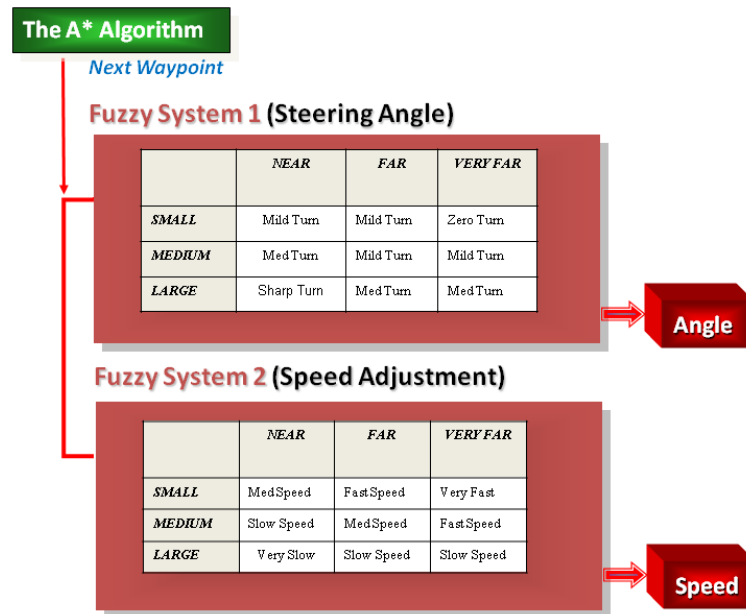 The A* Algorithm
Next Waypoint
Fuzzy System 1 (Steering Angle)
NEAR FAR VERY FAR
SMALL Mild Turn Mild Turn Zero Turn
MEDIUM Med Turn Mild Turn Mild Turn
LARGE Sharp Turn Med Turn Med Turn
Angle
Fuzzy System 2 (Speed Adjustment)
NEAR FAR VERY FAR
SMALL Med Speed Fast Speed Very Fast
MEDIUM Slow Speed Med Speed Fast Speed
LARGE Very Slow Slow Speed Slow Speed
Speed